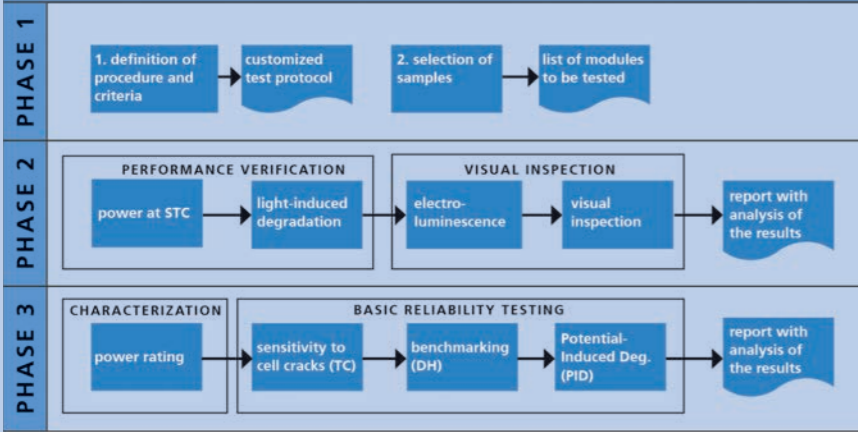 PHASE 1
1. definition of
procedure and
criteria
customized
test protocol
2. selection of
samples
list of modules
to be tested
PHASE 2
PERFORMANCE VERIFICATION
power at STC
light-induced
degradation
VISUAL INSPECTION
electro-
luminescence
visual
inspection
report with
analysis of
the results
PHASE 3
CHARACTERIZATION
power rating
BASIC RELIABILITY TESTING
sensitivity to
cell cracks (TC)
benchmarking
(DH)
Potential-
Induced Deg.
(PID)
report with
analysis of
the results